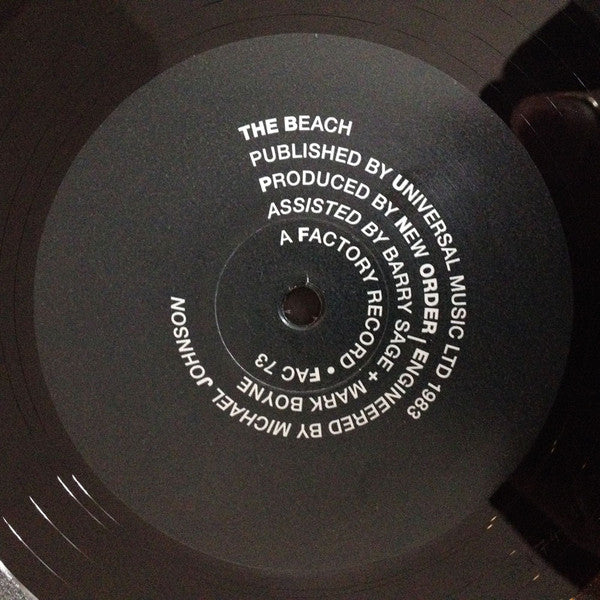 THE BEACH
PUBLISHED BY UNIVERSAL MUSIC LTD 1983
PRODUCED BY NEW ORDER | ENGINEERED BY MICHAEL JOHNSON
ASSISTED BY BARRY SAGE + MARK BOYNE
A FACTORY RECORD • FAC 73